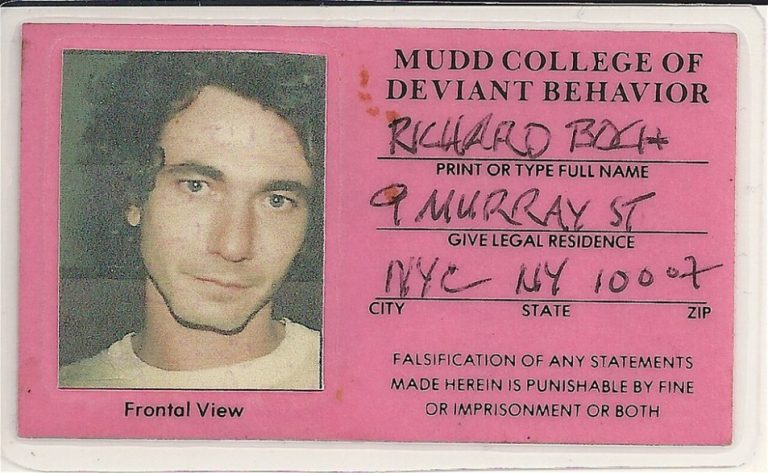 MUDD COLLEGE OF
DEVIANT BEHAVIOR
RICHARD BOCH
PRINT OR TYPE FULL NAME
9 MURRAY ST
GIVE LEGAL RESIDENCE
NYC NY 10007
CITY STATE ZIP
FALSIFICATION OF ANY STATEMENTS
MADE HEREIN IS PUNISHABLE BY FINE
OR IMPRISONMENT OR BOTH
Frontal View